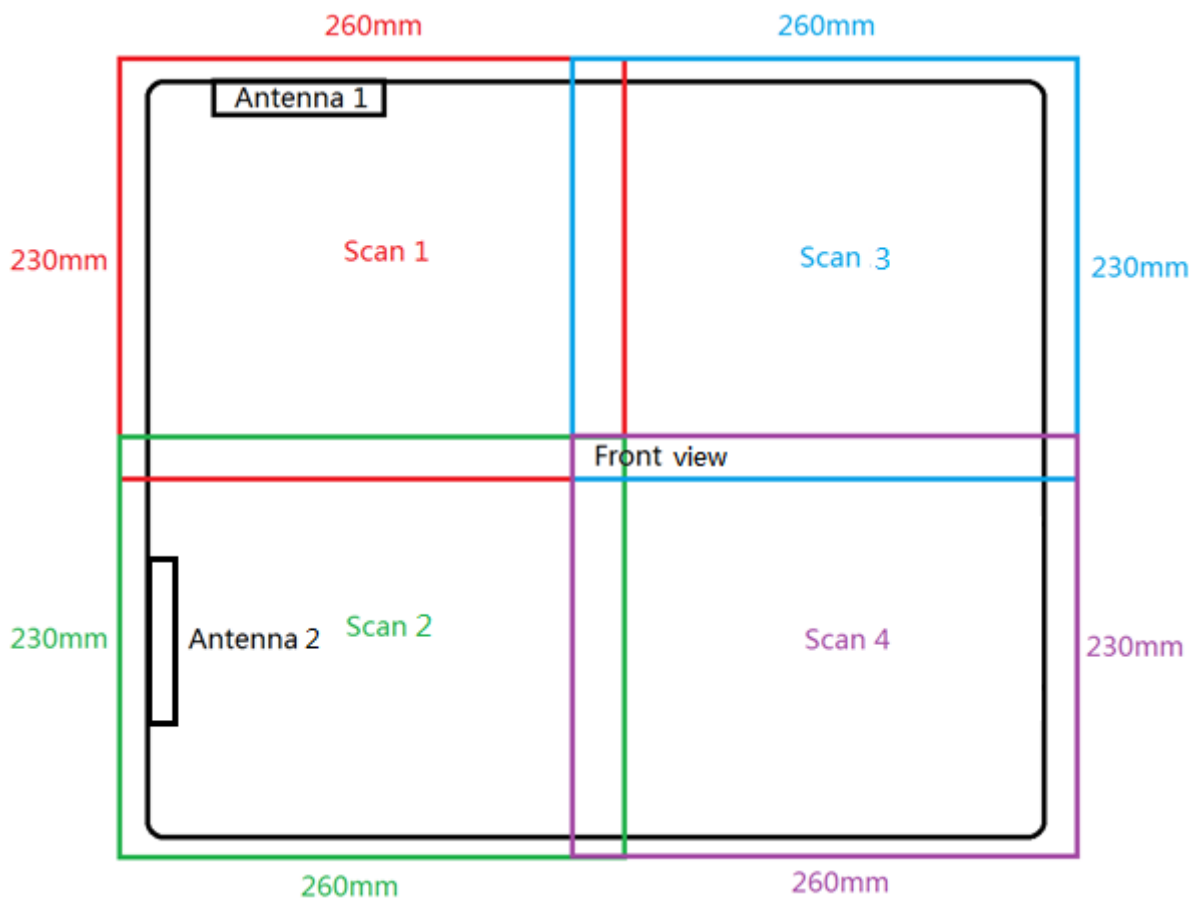 260mm
260mm
Antenna 1
Scan 1
Scan 3
230mm
230mm
Front view
Scan 2
Antenna 2
Scan 4
230mm
230mm
260mm
260mm